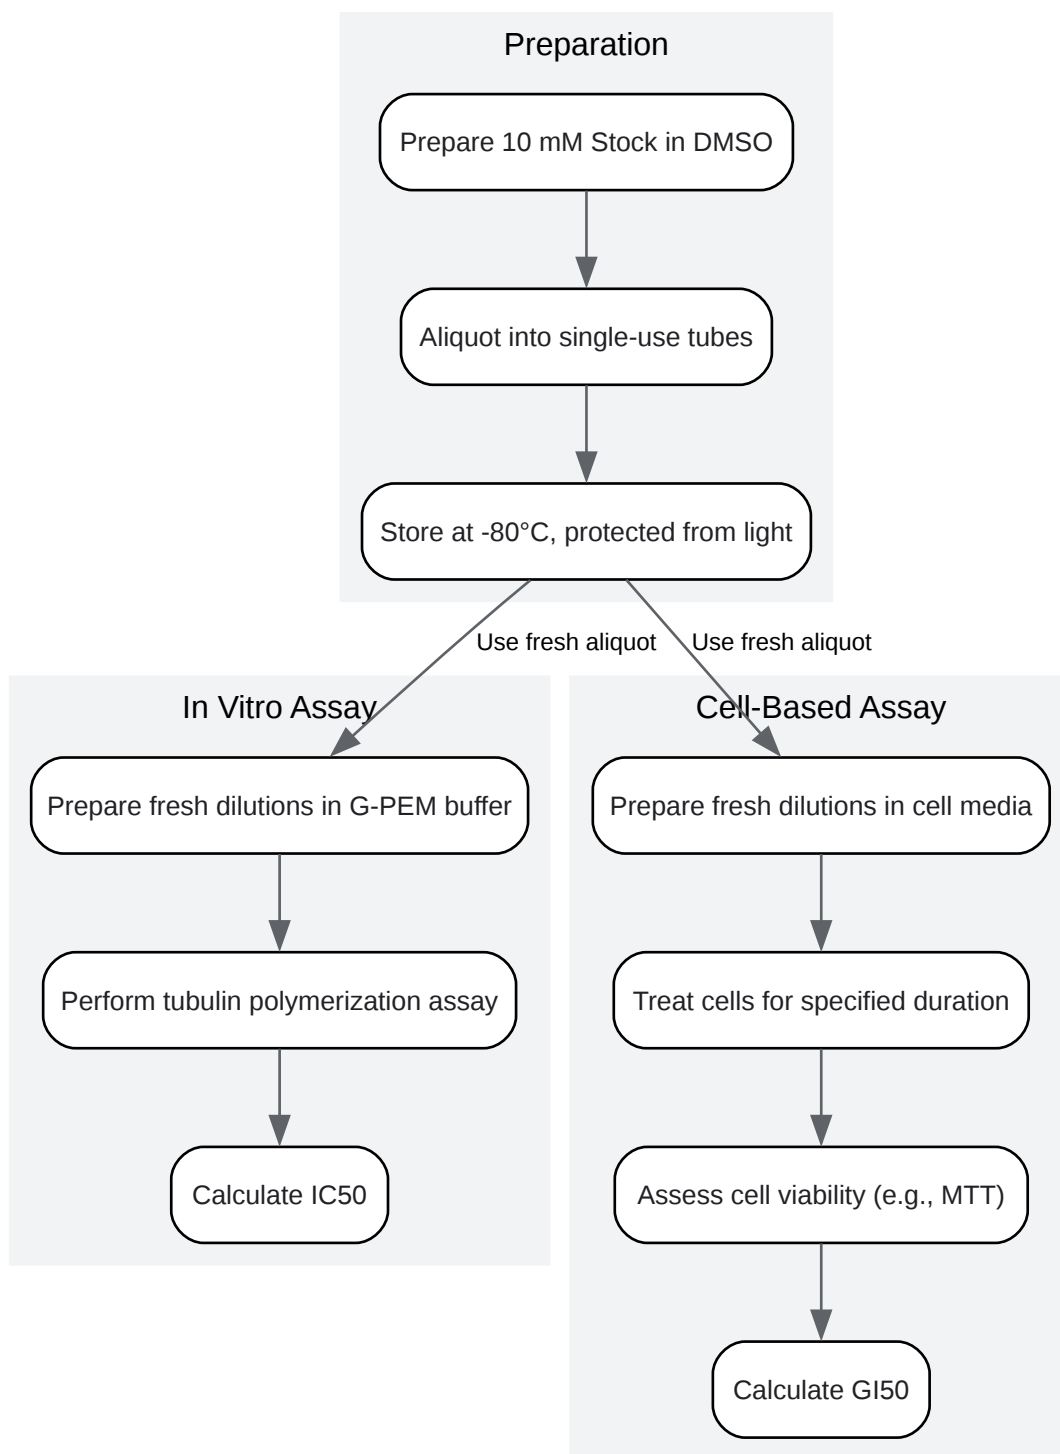 Preparation
Prepare 10 mM Stock in DMSO
Aliquot into single-use tubes
Store at -80°C, protected from light
Use fresh aliquot
Use fresh aliquot
In Vitro Assay
Prepare fresh dilutions in G-PEM buffer
Perform tubulin polymerization assay
Calculate IC50
Cell-Based Assay
Prepare fresh dilutions in cell media
Treat cells for specified duration
Assess cell viability (e.g., MTT)
Calculate GI50